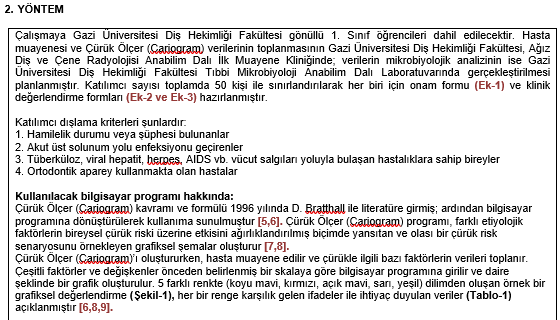 2. YÖNTEM
Çalışmaya Gazi Üniversitesi Diş Hekimliği Fakültesi gönüllü 1. Sınıf öğrencileri dahil edilecektir. Hasta
muayenesi ve Çürük Ölçer (Cariogram) verilerinin toplanmasının Gazi Üniversitesi Diş Hekimliği Fakültesi, Ağız
Diş ve Çene Radyolojisi Anabilim Dalı İlk Muayene Kliniğinde; verilerin mikrobiyolojik analizinin ise Gazi
Üniversitesi Diş Hekimliği Fakültesi Tıbbi Mikrobiyoloji Anabilim Dalı Laboratuvarında gerçekleştirilmesi
planlanmıştır. Katılımcı sayısı toplamda 50 kişi ile sınırlandırılarak her biri için onam formu (Ek-1) ve klinik
değerlendirme formları (Ek-2 ve Ek-3) hazırlanmıştır.
Katılımcı dışlama kriterleri şunlardır:
1. Hamilelik durumu veya şüphesi bulunanlar
2. Akut üst solunum yolu enfeksiyonu geçirenler
3. Tüberküloz, viral hepatit, herpes, AIDS vb. vücut salgıları yoluyla bulaşan hastalıklara sahip bireyler
4. Ortodontik aparey kullanmakta olan hastalar
Kullanılacak bilgisayar programı hakkında:
Çürük Ölçer (Cariogram) kavramı ve formülü 1996 yılında D. Bratthall ile literatüre girmiş; ardından bilgisayar
programına dönüştürülerek kullanıma sunulmuştur [5,6]. Çürük Ölçer (Cariogram) programı, farklı etiyolojik
faktörlerin bireysel çürük riski üzerine etkisini ağırlıklandırılmış biçimde yansıtan ve olası bir çürük risk
senaryosunu örnekleyen grafiksel şemalar oluşturur [7,8].
Çürük Ölçer (Cariogram)'ı oluştururken, hasta muayene edilir ve çürükle ilgili bazı faktörlerin verileri toplanır.
Çeşitli faktörler ve değişkenler önceden belirlenmiş bir skalaya göre bilgisayar programına girilir ve daire
şeklinde bir grafik oluşturulur. 5 farklı renkte (koyu mavi, kırmızı, açık mavi, sarı, yeşil) dilimden oluşan örnek bir
grafiksel değerlendirme (Şekil-1), her bir renge karşılık gelen ifadeler ile ihtiyaç duyulan veriler (Tablo-1)
açıklanmıştır [6,8,9].